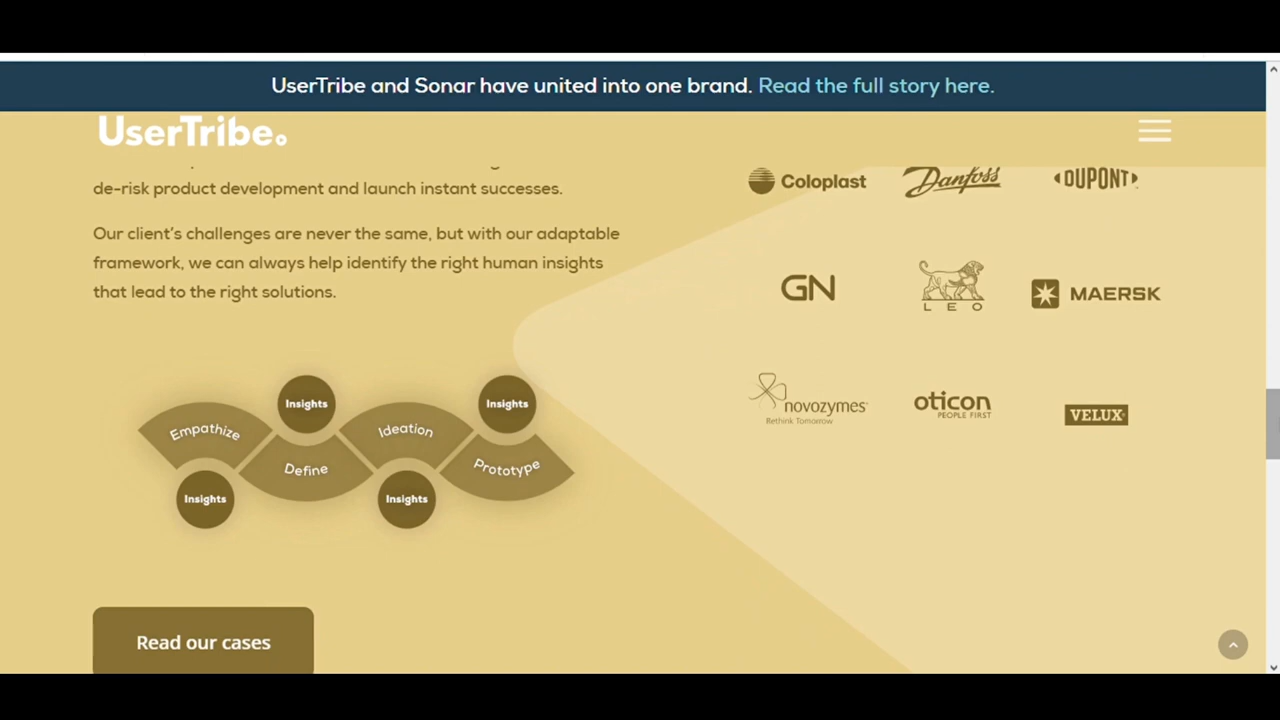 UserTribe and Sonar have united into one brand. Read the full story here.
UserTribe
de-risk product development and launch instant successes.
Our client's challenges are never the same, but with our adaptable
framework, we can always help identify the right human insights
that lead to the right solutions.
Empathize
Insights
Define
Insights
Ideation
Insights
Prototype
Insights
Read our cases
Coloplast
Danfoss
DUPONT
GN
LEO
MAERSK
novozymes
Rethink Tomorrow
oticon
PEOPLE FIRST
VELUX